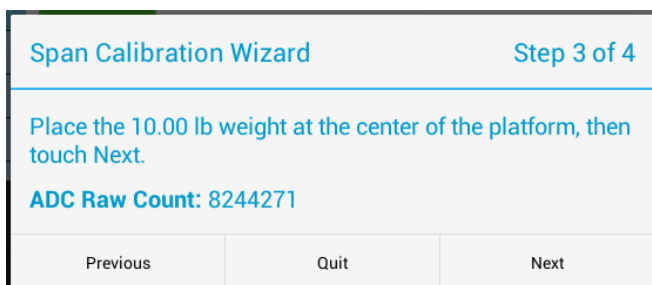 Span Calibration Wizard Step 3 of 4
Place the 10.00 lb weight at the center of the platform, then
touch Next.
ADC Raw Count: 8244271
Previous Quit Next